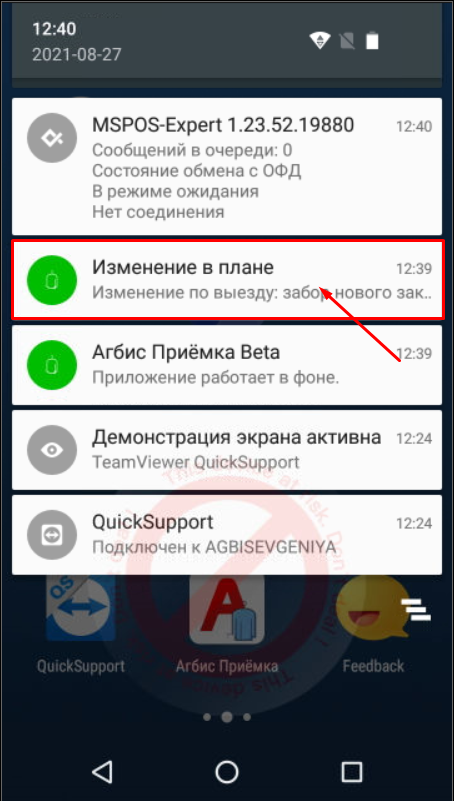 12:40
2021-08-27
MSPOS-Expert 1.23.52.19880 12:40
Сообщений в очереди: 0
Состояние обмена с ОФД
В режиме ожидания
Нет соединения
Изменение в плане 12:39
Изменение по выезду: забор нового зак..
Агбис Приёмка Beta 12:39
Приложение работает в фоне.
Демонстрация экрана активна 12:24
TeamViewer QuickSupport
QuickSupport 12:24
Подключен к AGBISEVGENIYA
QS
QuickSupport Агбис Приёмка Feedback